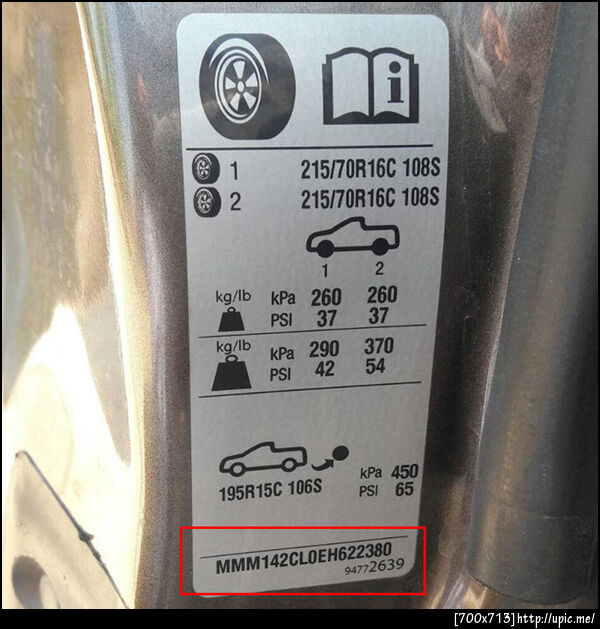 i
1 215/70R16C 108S
2 215/70R16C 108S
1 2
kg/lb kPa 260 260
PSI 37 37
kg/lb kPa 290 370
PSI 42 54
195R15C 106S
kPa 450
PSI 65
MMM142CL0EH622380
94772639
[700x713]http://upic.me/